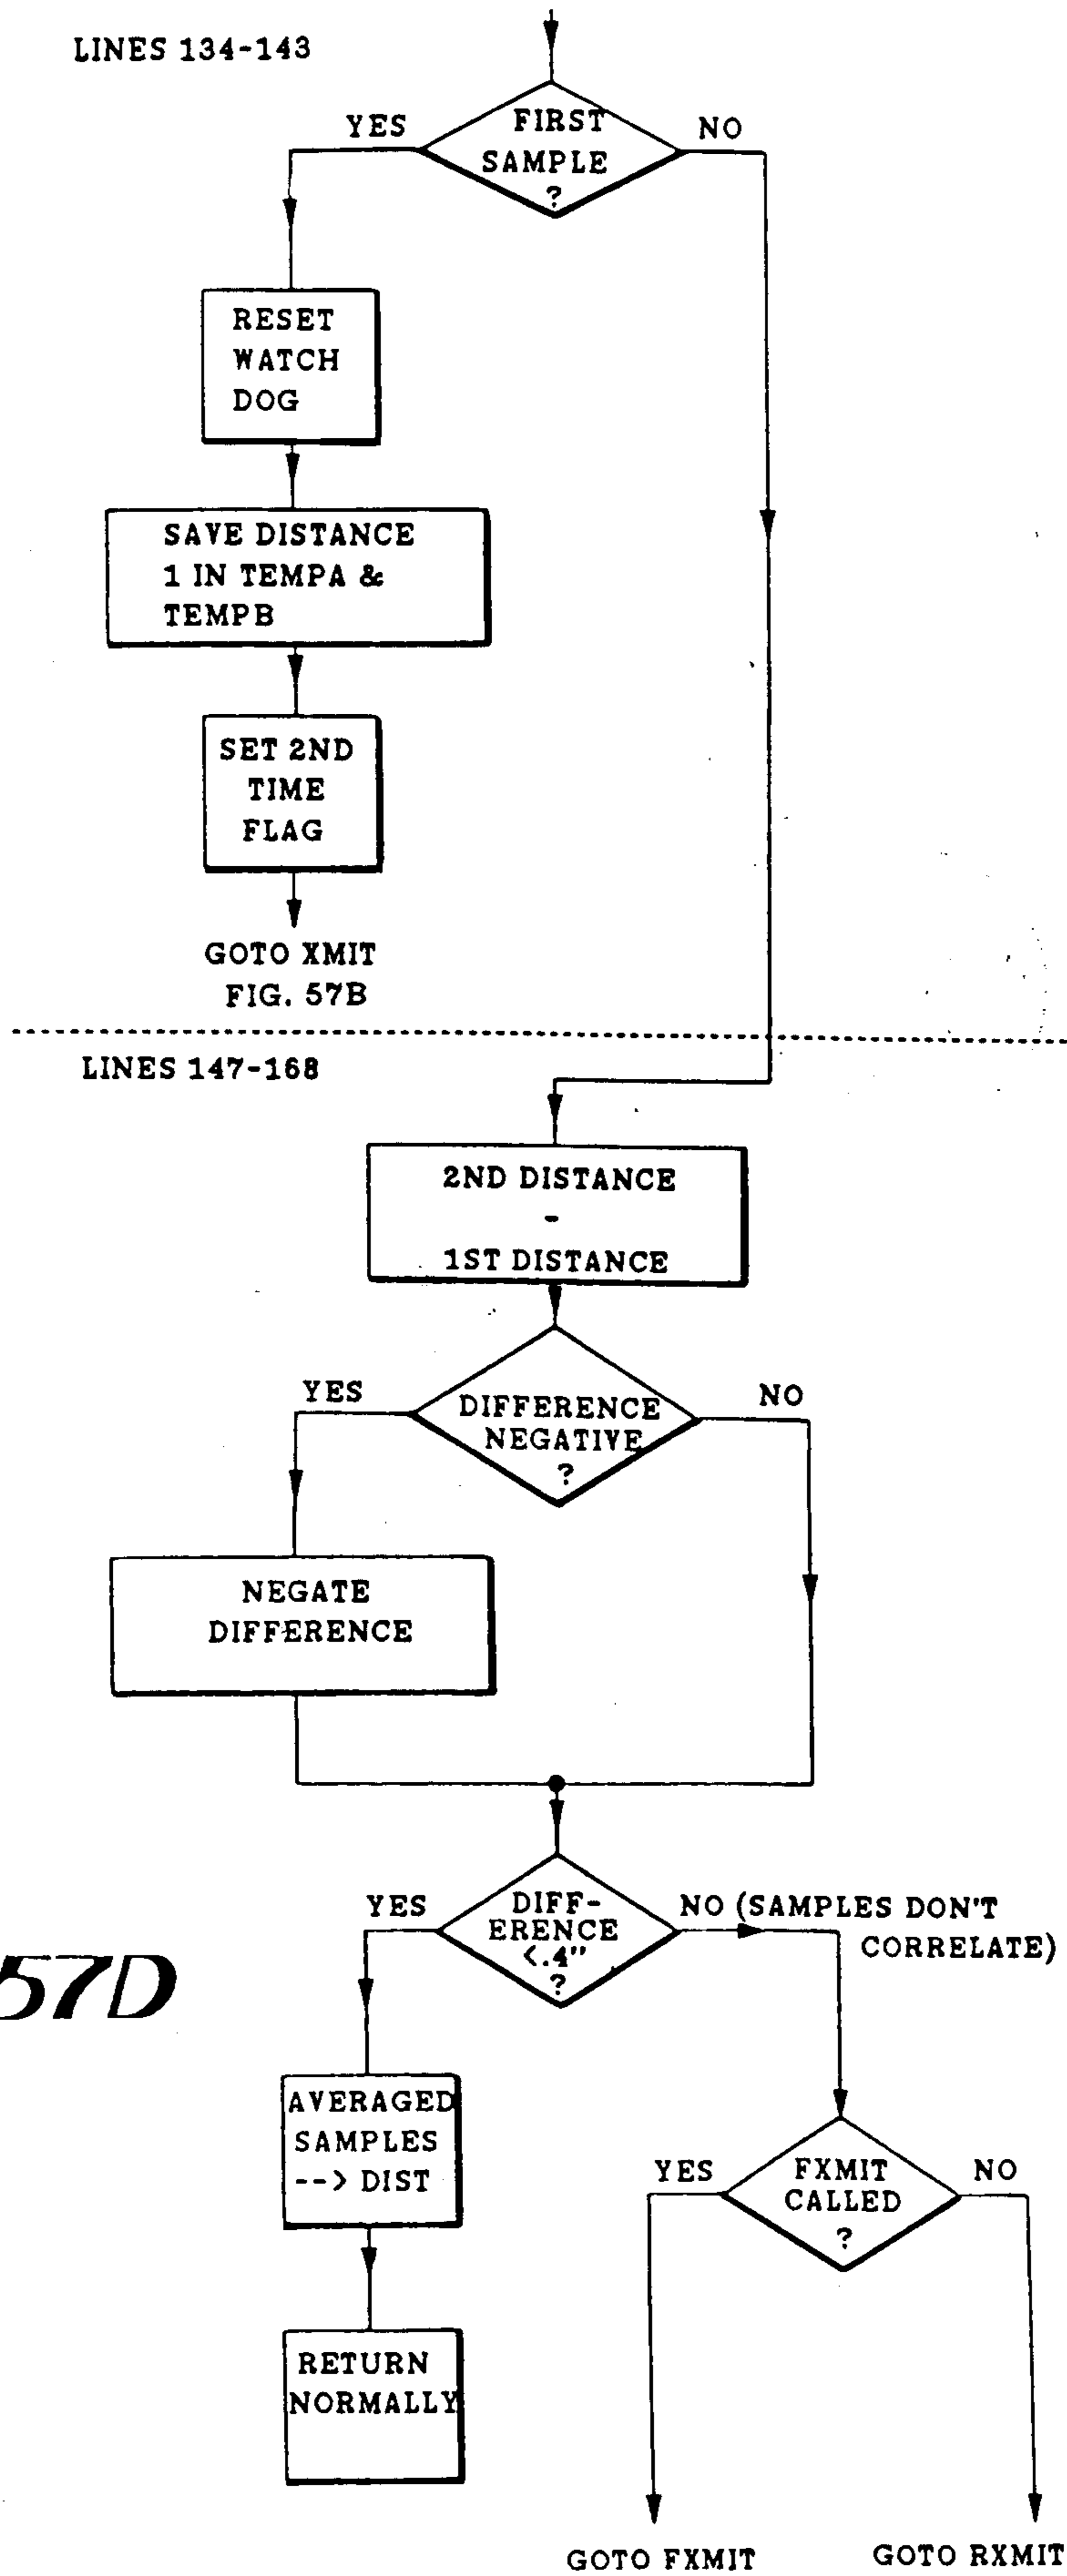 LINES 134-143
FIRST
SAMPLE
?
YES
NO
RESET
WATCH
DOG
SAVE DISTANCE
1 IN TEMPA &
TEMPB
SET 2ND
TIME
FLAG
GOTO XMIT
FIG. 57B
LINES 147-168
2ND DISTANCE
-
1ST DISTANCE
YES
NO
DIFFERENCE
NEGATIVE
?
NEGATE
DIFFERENCE
YES
DIFF-
ERENCE
<.4"
?
NO (SAMPLES DON'T
CORRELATE)
57D
AVERAGED
SAMPLES
--> DIST
YES
FXMIT
CALLED
?
NO
RETURN
NORMALLY
GOTO FXMIT
GOTO RXMIT